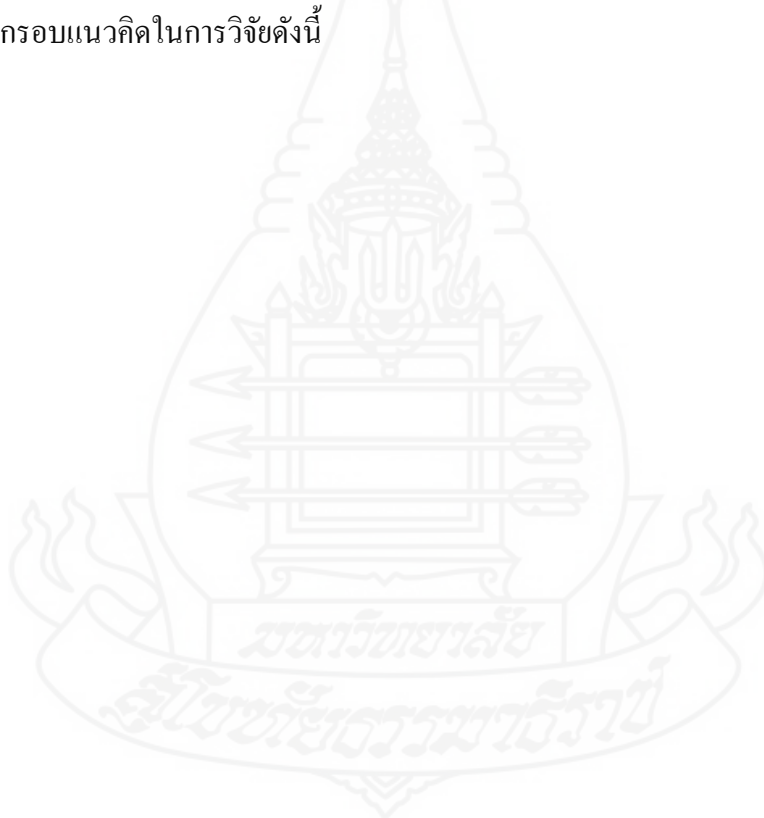 กรอบแนวคิดในการวิจัยดังนี้
มหาวิทยาลัย
สุโขทัยธรรมาธิราช